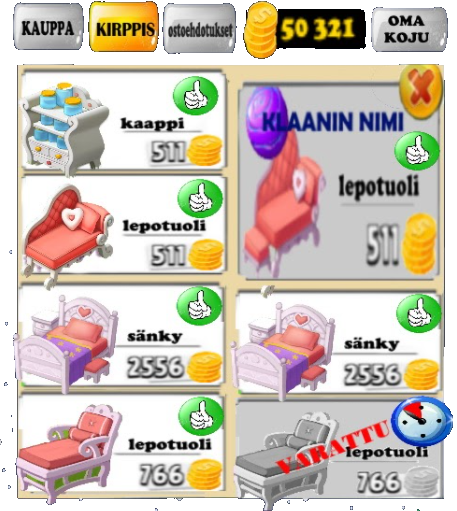 KAUPPA
KIRPPIS
ostoehdotukset
50 321
OMA
KOJU
kaappi
511
KLAANIN NIMI
lepotuoli
511
lepotuoli
511
sänky
2556
sänky
2556
lepotuoli
766
VARATTU
lepotuoli
766